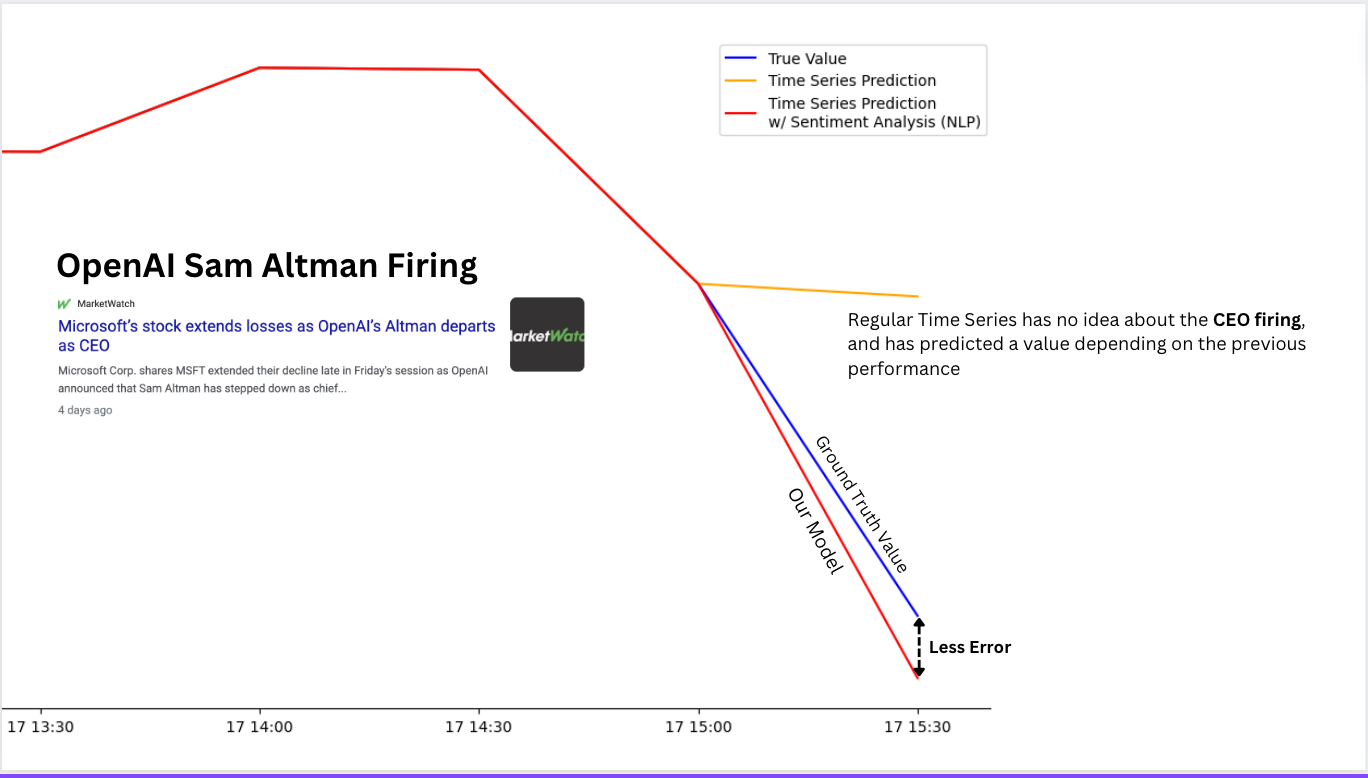 True Value
Time Series Prediction
Time Series Prediction
w/ Sentiment Analysis (NLP)
OpenAI Sam Altman Firing
MarketWatch
Microsoft's stock extends losses as OpenAI's Altman departs
as CEO
Microsoft Corp. shares MSFT extended their decline late in Friday's session as OpenAI
announced that Sam Altman has stepped down as chief...
4 days ago
arketWatc
Regular Time Series has no idea about the CEO firing,
and has predicted a value depending on the previous
performance
Ground Truth Value
Our Model
Less Error
17 13:30
17 14:00
17 14:30
17 15:00
17 15:30